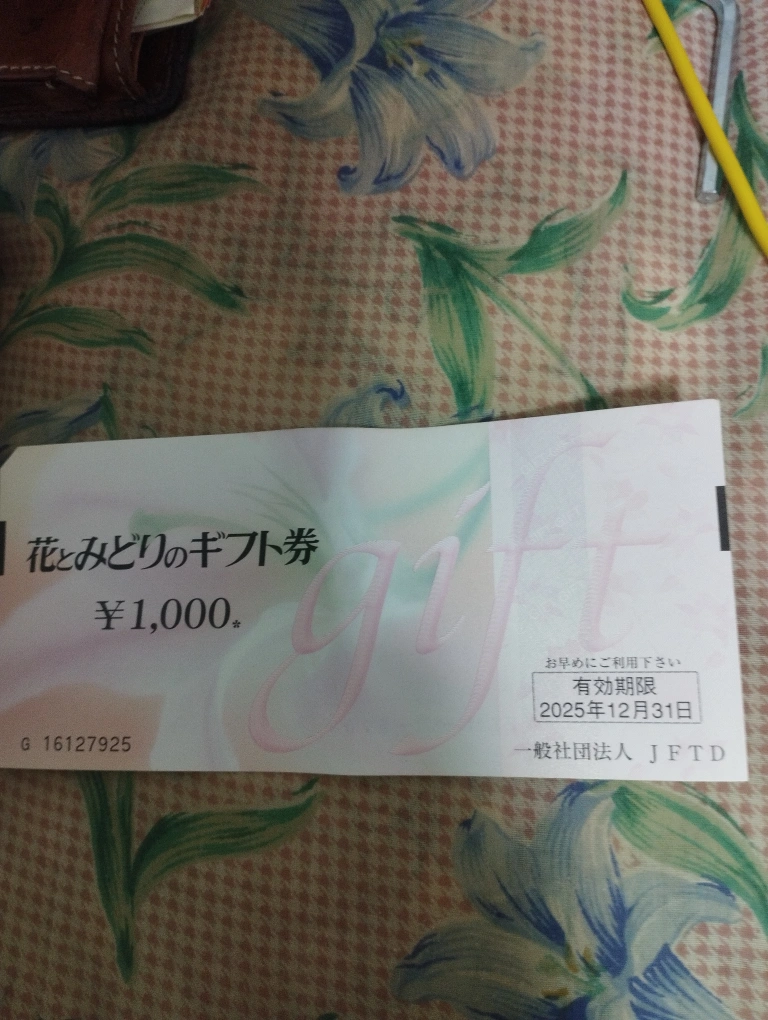 花とみどりのギフト券
¥1,000*
gift
お早めにご利用下さい
有効期限
2025年12月31日
G 16127925
一般社団法人 JFTD